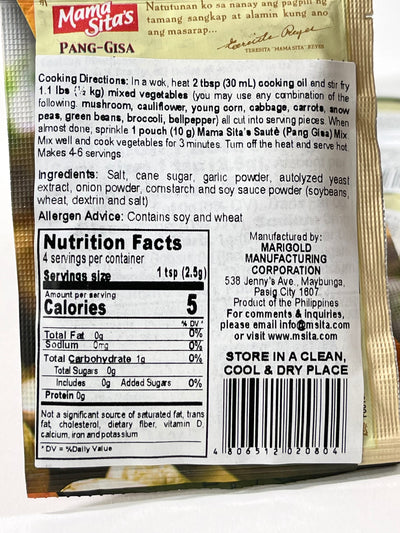 Mama Sita's
PANG-GISA
Natutunan ko sa nanay ang pagpili ng
tamang sangkap at alamin kung ano
ang masarap...
Teresita Reyes
TERESITA "MAMA SITA" REYES
Cooking Directions: In a wok, heat 2 tbsp (30 mL) cooking oil and stir fry
1.1 lbs (½ kg) mixed vegetables (you may use any combination of the
following: mushroom, cauliflower, young corn, cabbage, carrots, snow
peas, green beans, broccoli, bellpepper) all cut into serving pieces. When
almost done, sprinkle 1 pouch (10 g) Mama Sita's Sautè (Pang Gisa) Mix
Mix well and cook vegetables for 3 minutes. Turn off the heat and serve hot.
Makes 4-6 servings.
Ingredients: Salt, cane sugar, garlic powder, autolyzed yeast
extract, onion powder, cornstarch and soy sauce powder (soybeans,
wheat, dextrin and salt)
Allergen Advice: Contains soy and wheat
Nutrition Facts
4 servings per container
Servings size 1 tsp (2.5g)
Amount per serving
Calories 5
% DV *
Total Fat 0g 0%
Sodium 0mg 0%
Total Carbohydrate 1g 0%
Total Sugars 0g
Includes 0g Added Sugars 0%
Protein 0g
Not a significant source of saturated fat, trans
fat, cholesterol, dietary fiber, vitamin D,
calcium, iron and potassium
* DV = %Daily Value
Manufactured by:
MARIGOLD
MANUFACTURING
CORPORATION
538 Jenny's Ave., Maybunga,
Pasig City 1607
Product of the Philippines
For comments & inquiries,
please email info@msita.com
or visit www.msita.com
STORE IN A CLEAN,
COOL & DRY PLACE
4 806512 020804